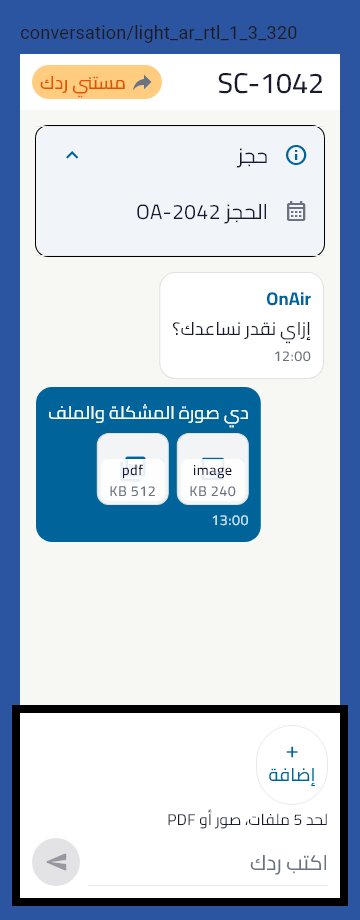 conversation/light_ar_rtl_1_3_320
SC-1042
مستني ردك
حجز
الحجز OA-2042
OnAir
إزاي نقدر نساعدك؟
12:00
دي صورة المشكلة والملف
image
240 KB
pdf
512 KB
13:00
+
إضافة
لحد 5 ملفات، صور أو PDF
اكتب ردك